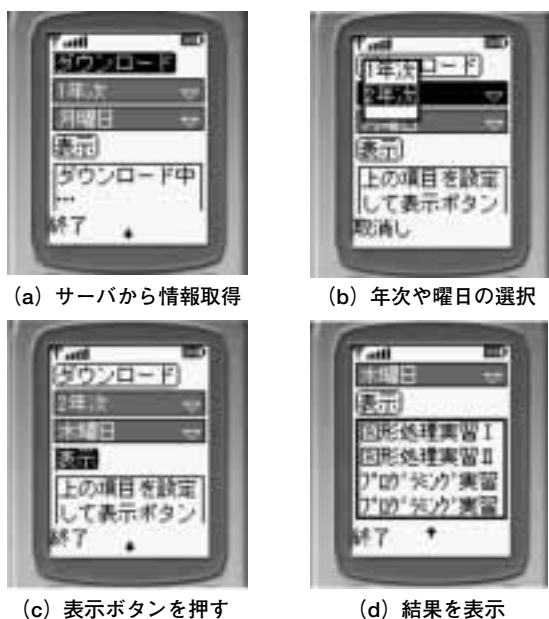 ダウンロード
1年次
月曜日
表示
ダウンロード中
…
終了
(a) サーバから情報取得
1年次
2年次
表示
上の項目を設定
して表示ボタン
取消し
(b) 年次や曜日の選択
ダウンロード
2年次
木曜日
表示
上の項目を設定
して表示ボタン
終了
(c) 表示ボタンを押す
木曜日
表示
図形処理実習Ⅰ
図形処理実習Ⅱ
プログラミング実習
プログラミング実習
終了
(d) 結果を表示